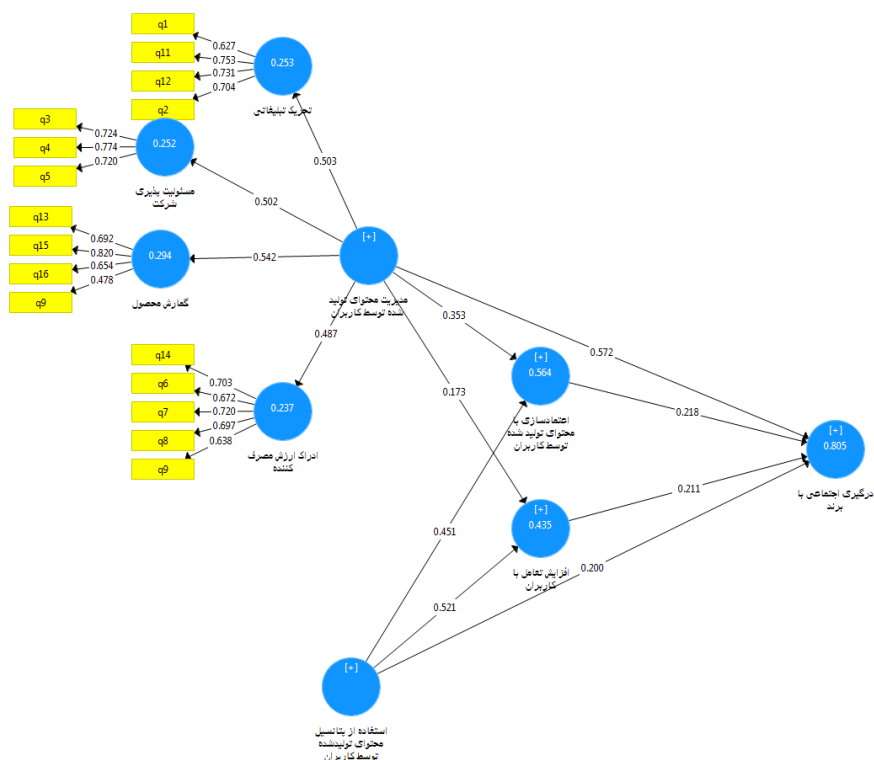 q1
q11
q12
q2
0.627
0.753
0.731
0.704
0.253
تحریک تبلیغاتی
q3
q4
q5
0.724
0.774
0.720
0.252
مسئولیت پذیری
شرکت
0.503
0.502
q13
q15
q16
q9
0.692
0.820
0.654
0.478
0.294
گمارش محصول
0.542
[+]
مدیریت محتوای تولید
شده توسط کاربران
0.487
q14
q6
q7
q8
q9
0.703
0.672
0.720
0.697
0.638
0.237
ادراک ارزش مصرف
کننده
0.353
0.572
0.173
[+]
0.564
اعتمادسازی با
محتوای تولید شده
توسط کاربران
0.218
[+]
0.805
درگیری اجتماعی با
برند
0.451
[+]
0.435
افزایش تعامل با
کاربران
0.211
0.521
0.200
[+]
استفاده از پتانسیل
محتوای تولیدشده
توسط کاربران